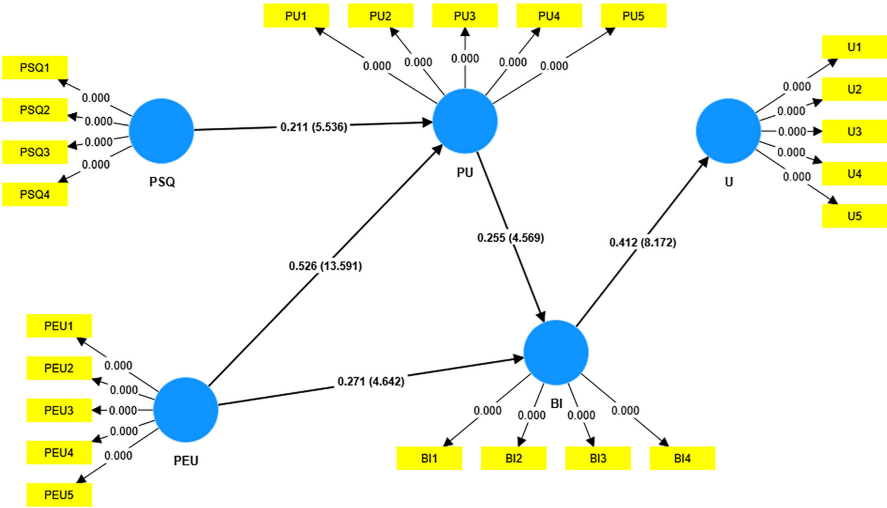 PU1 PU2 PU3 PU4 PU5
0.000 0.000 0.000 0.000 0.000
PU
PSQ1
PSQ2
PSQ3
PSQ4
0.000
0.000
0.000
0.000
PSQ
0.211 (5.536)
U1
U2
U3
U4
U5
0.000
0.000
0.000
0.000
0.000
U
0.526 (13.591)
0.255 (4.569)
0.412 (8.172)
PEU1
PEU2
PEU3
PEU4
PEU5
0.000
0.000
0.000
0.000
0.000
PEU
0.271 (4.642)
BI
0.000 0.000 0.000 0.000
BI1 BI2 BI3 BI4